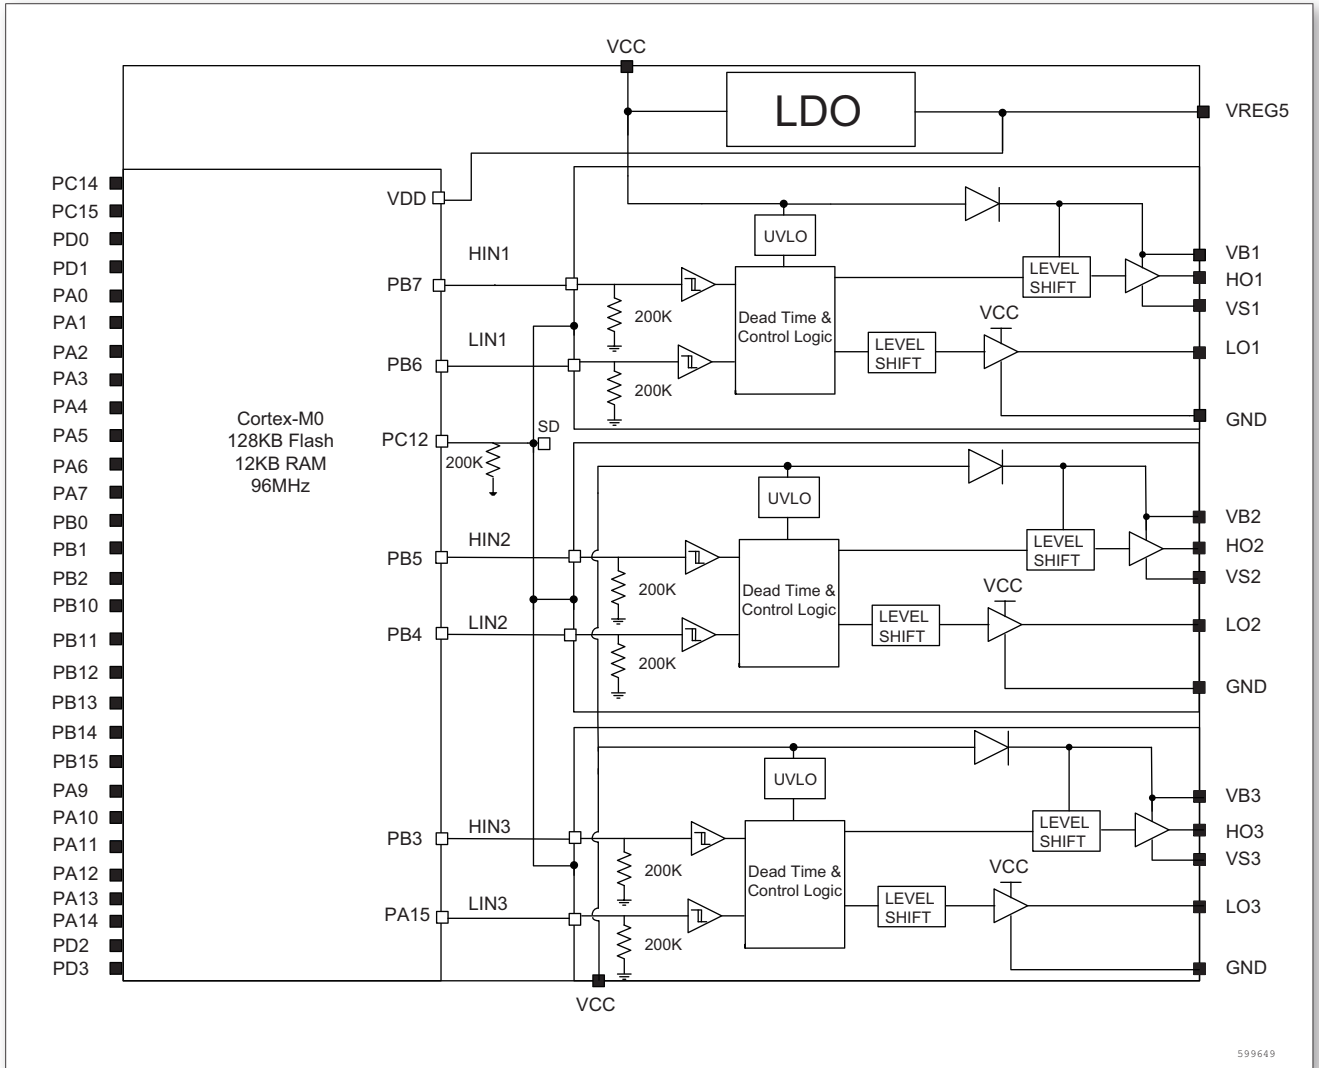 VCC
LDO
VREG5
PC14
PC15
PD0
PD1
PA0
PA1
PA2
PA3
PA4
PA5
PA6
PA7
PB0
PB1
PB2
PB10
PB11
PB12
PB13
PB14
PB15
PA9
PA10
PA11
PA12
PA13
PA14
PD2
PD3
Cortex-M0
128KB Flash
12KB RAM
96MHz
VDD
PB7
PB6
PC12
PB5
PB4
PB3
PA15
HIN1
LIN1
200K
SD
HIN2
LIN2
HIN3
LIN3
UVLO
200K
200K
Dead Time &
Control Logic
LEVEL
SHIFT
LEVEL
SHIFT
VCC
VB1
HO1
VS1
LO1
GND
UVLO
200K
200K
Dead Time &
Control Logic
LEVEL
SHIFT
LEVEL
SHIFT
VCC
VB2
HO2
VS2
LO2
GND
UVLO
200K
200K
Dead Time &
Control Logic
LEVEL
SHIFT
LEVEL
SHIFT
VCC
VB3
HO3
VS3
LO3
GND
VCC
599649